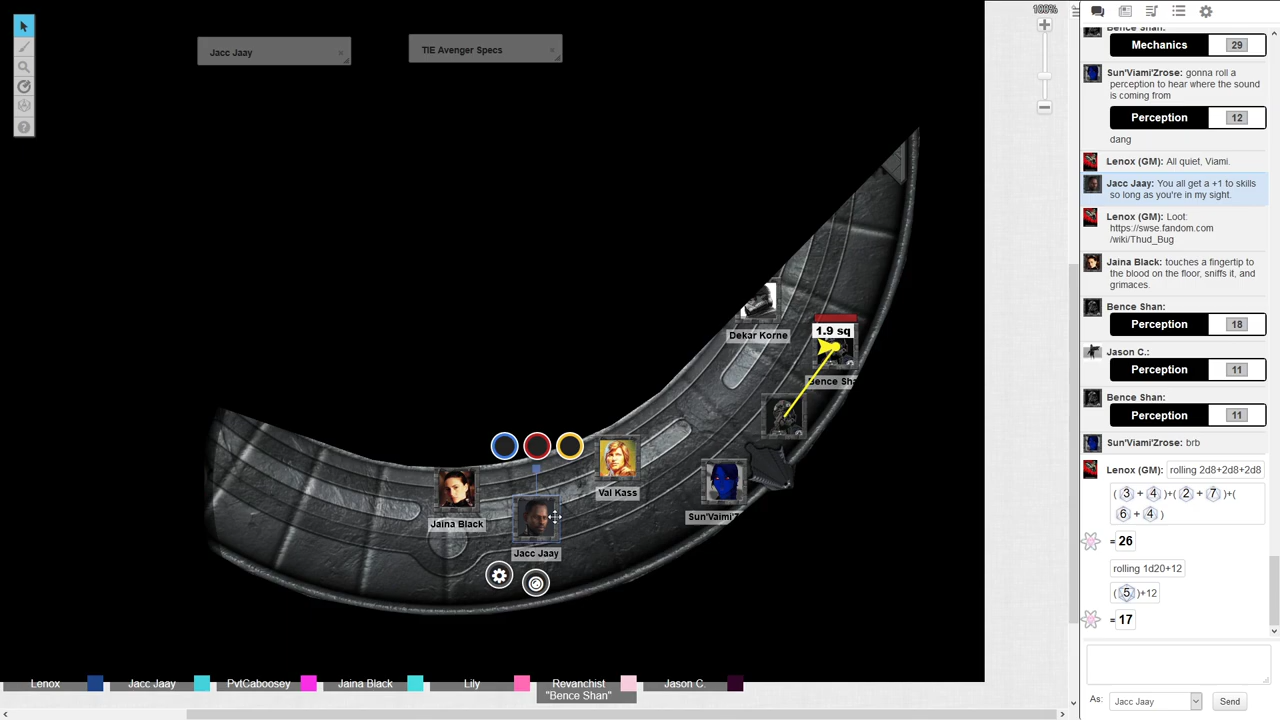 100%
Jacc Jaay
TIE Avenger Specs
1.9 sq
Dekar Korne
Bence Sha
Val Kass
Jaina Black
Sun'Vaimi'Z
Jacc Jaay
Lenox
Jacc Jaay
PvtCaboosey
Jaina Black
Lily
Revanchist
"Bence Shan"
Jason C.
Bence Shan:
Mechanics 29
Sun'Viami'Zrose: gonna roll a
perception to hear where the sound
is coming from
Perception 12
dang
Lenox (GM): All quiet, Viami.
Jacc Jaay: You all get a +1 to skills
so long as you're in my sight.
Lenox (GM): Loot:
https://swse.fandom.com
/wiki/Thud_Bug
Jaina Black: touches a fingertip to
the blood on the floor, sniffs it, and
grimaces.
Bence Shan:
Perception 18
Jason C.:
Perception 11
Bence Shan:
Perception 11
Sun'Viami'Zrose: brb
Lenox (GM): rolling 2d8+2d8+2d8
(3+4)+(2+7)+(
6+4)
=26
rolling 1d20+12
(5)+12
=17
As: Jacc Jaay Send